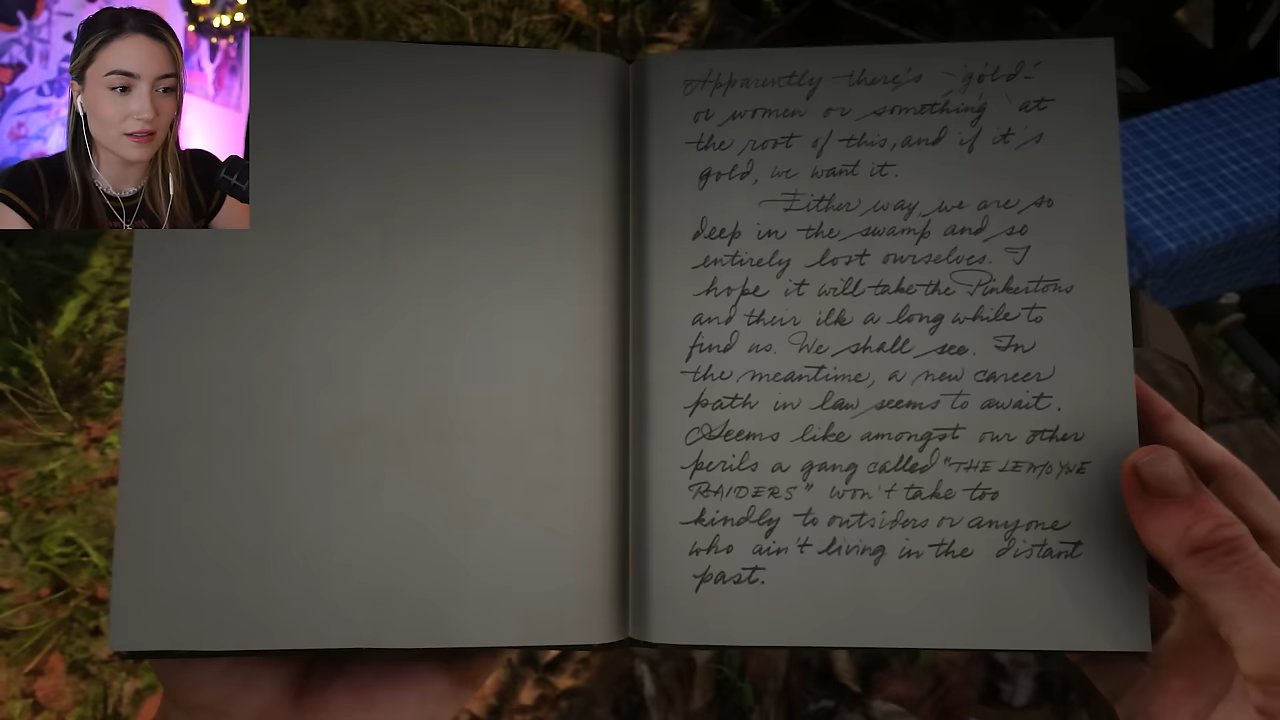 Apparently there's - gold -
or women or something at
the root of this, and if it's
gold, we want it.
Either way, we are so
deep in the swamp and so
entirely lost ourselves. I
hope it will take the Pinkertons
and their ilk a long while to
find us. We shall see. In
the meantime, a new career
path in law seems to await.
Seems like amongst our other
perils a gang called "THE LEMOYNE
RAIDERS" won't take too
kindly to outsiders or anyone
who ain't living in the distant
past.